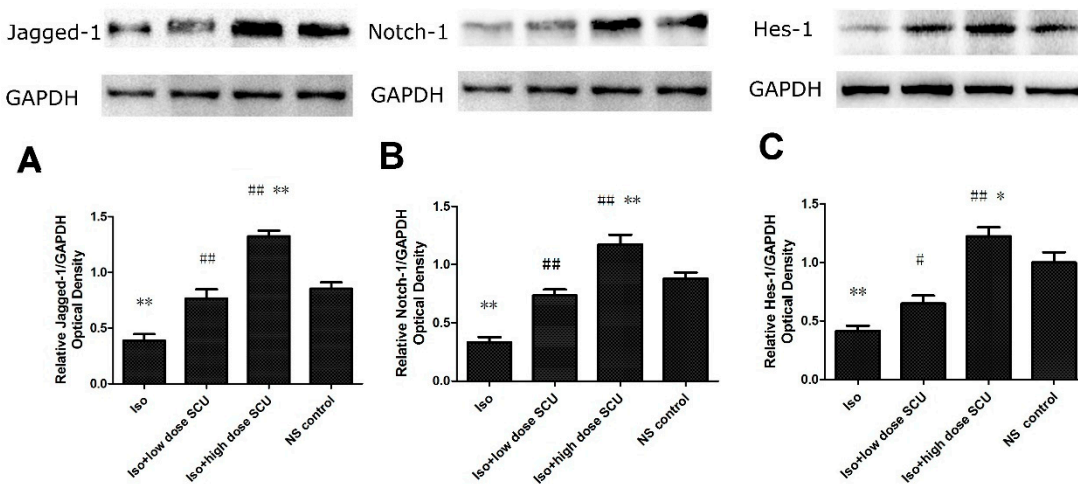 Jagged-1
GAPDH
Notch-1
GAPDH
Hes-1
GAPDH
A
Relative Jagged-1/GAPDH
Optical Density
1.5
1.0
0.5
0.0
**
##
## **
Iso
Iso+low dose SCU
Iso+high dose SCU
NS control
B
Relative Notch-1/GAPDH
Optical Density
1.5
1.0
0.5
0.0
**
##
## **
Iso
Iso+low dose SCU
Iso+high dose SCU
NS control
C
Relative Hes-1/GAPDH
Optical Density
1.5
1.0
0.5
0.0
**
#
## *
Iso
Iso+low dose SCU
Iso+high dose SCU
NS control